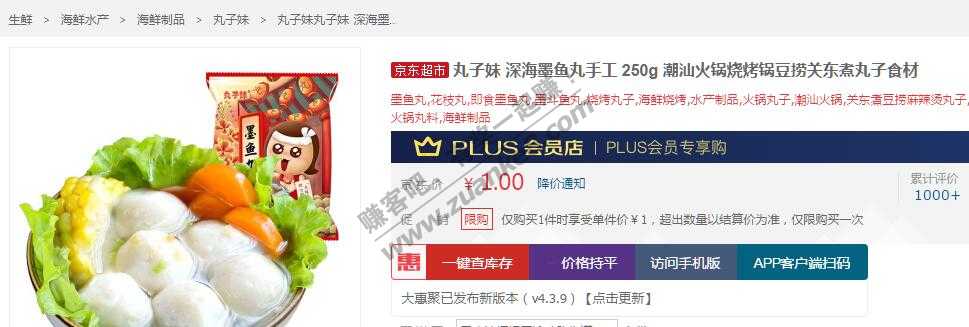 生鲜 > 海鲜水产 > 海鲜制品 > 丸子妹 > 丸子妹丸子妹 深海墨..
丸子妹
墨鱼丸
京东超市 丸子妹 深海墨鱼丸手工 250g 潮汕火锅烧烤锅豆捞关东煮丸子食材
墨鱼丸,花枝丸,即食墨鱼丸,墨斗鱼丸,烧烤丸子,海鲜烧烤,水产制品,火锅丸子,潮汕火锅,关东煮豆捞麻辣烫丸子,
火锅丸料,海鲜制品
PLUS 会员店 | PLUS会员专享购
京东价 ￥1.00 降价通知
累计评价
1000+
促 销 限购 仅购买1件时享受单件价￥1，超出数量以结算价为准，仅限购买一次
惠 一键查库存 价格持平 访问手机版 APP客户端扫码
大惠聚已发布新版本（v4.3.9）【点击更新】
赚客吧
一起赚！
www.zuanke8.com